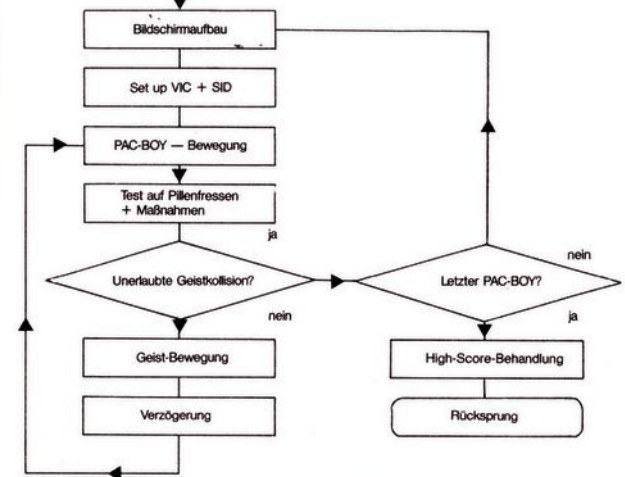 Bildschirmaufbau
Set up VIC + SID
PAC-BOY — Bewegung
Test auf Pillenfressen
+ Maßnahmen
ja
Unerlaubte Geistkollision?
nein
Geist-Bewegung
Verzögerung
nein
Letzter PAC-BOY?
ja
High-Score-Behandlung
Rücksprung